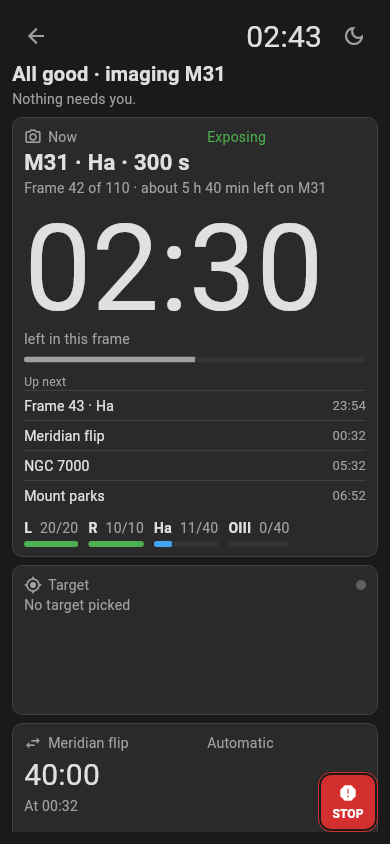 02:43
All good · imaging M31
Nothing needs you.
Now Exposing
M31 · Ha · 300 s
Frame 42 of 110 · about 5 h 40 min left on M31
02:30
left in this frame
Up next
Frame 43 · Ha 23:54
Meridian flip 00:32
NGC 7000 05:32
Mount parks 06:52
L 20/20 R 10/10 Ha 11/40 OIII 0/40
Target
No target picked
Meridian flip Automatic
40:00
At 00:32
STOP